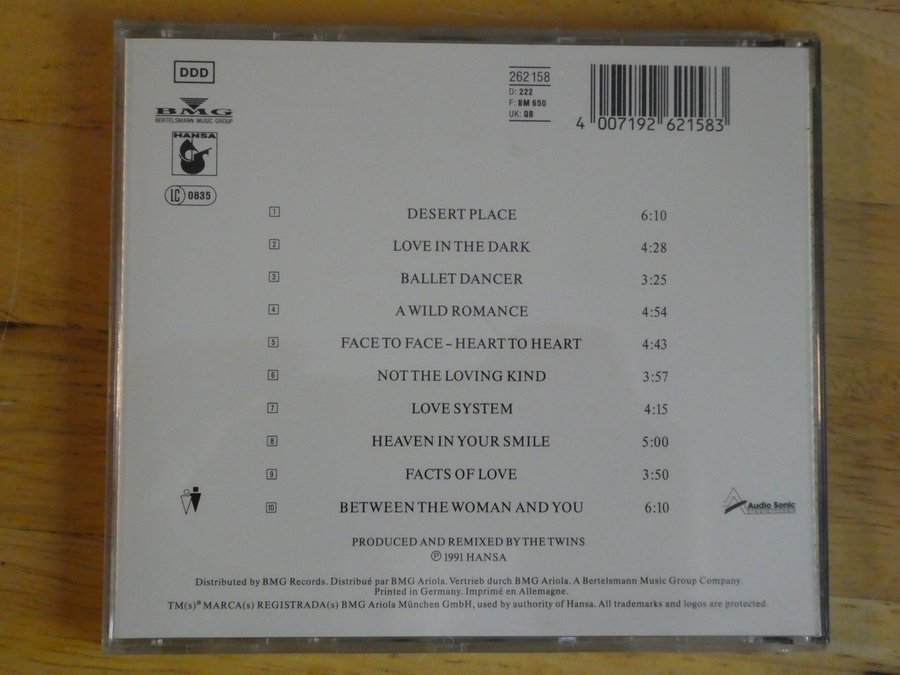 DDD
BMG
BERTELSMANN MUSIC GROUP
HANSA
LC 0835
262 158
D: 222
F: BM 650
UK: QB
4 007192 621583
1 DESERT PLACE 6:10
2 LOVE IN THE DARK 4:28
3 BALLET DANCER 3:25
4 A WILD ROMANCE 4:54
5 FACE TO FACE – HEART TO HEART 4:43
6 NOT THE LOVING KIND 3:57
7 LOVE SYSTEM 4:15
8 HEAVEN IN YOUR SMILE 5:00
9 FACTS OF LOVE 3:50
10 BETWEEN THE WOMAN AND YOU 6:10
Audio Sonic
PRODUCED AND REMIXED BY THE TWINS
℗ 1991 HANSA
Distributed by BMG Records. Distribué par BMG Ariola. Vertrieb durch BMG Ariola. A Bertelsmann Music Group Company.
Printed in Germany. Imprimé en Allemagne.
TM(s)® MARCA(s) REGISTRADA(s) BMG Ariola München GmbH, used by authority of Hansa. All trademarks and logos are protected.